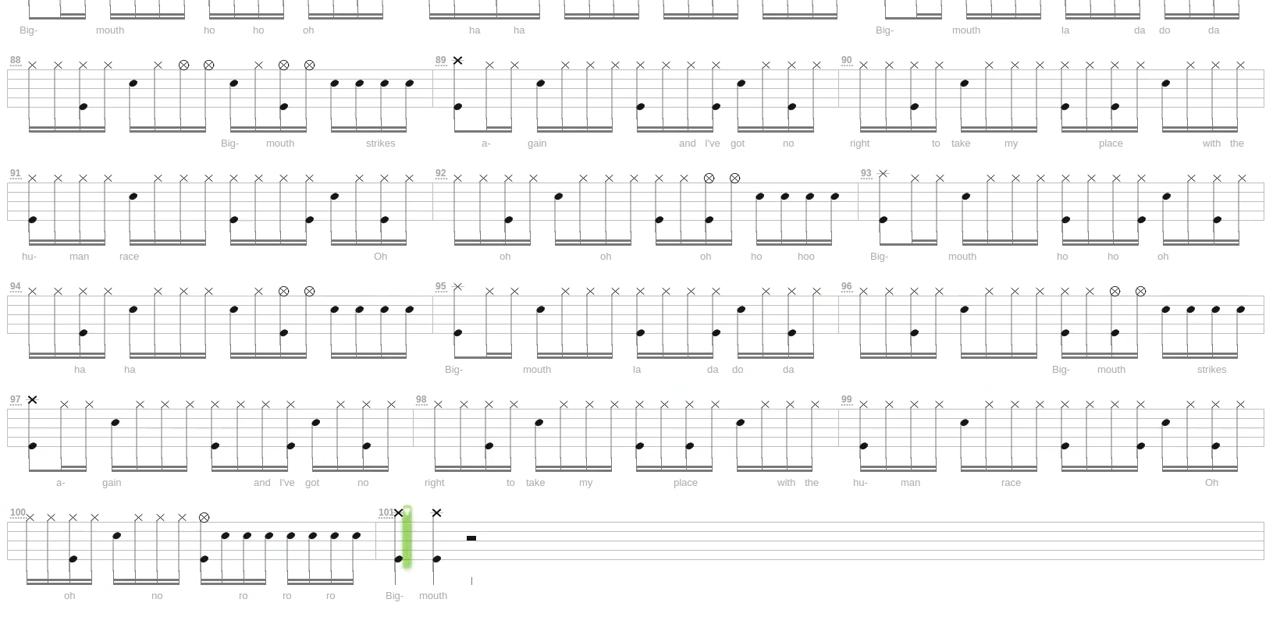 Big- mouth ho ho oh ha ha Big- mouth la da do da
88 89 90
Big- mouth strikes a- gain and I've got no right to take my place with the
91 92 93
hu- man race Oh oh oh oh ho hoo Big- mouth ho ho oh
94 95 96
ha ha Big- mouth la da do da Big- mouth strikes
97 98 99
a- gain and I've got no right to take my place with the hu- man race Oh
100 101
oh no ro ro ro Big- mouth